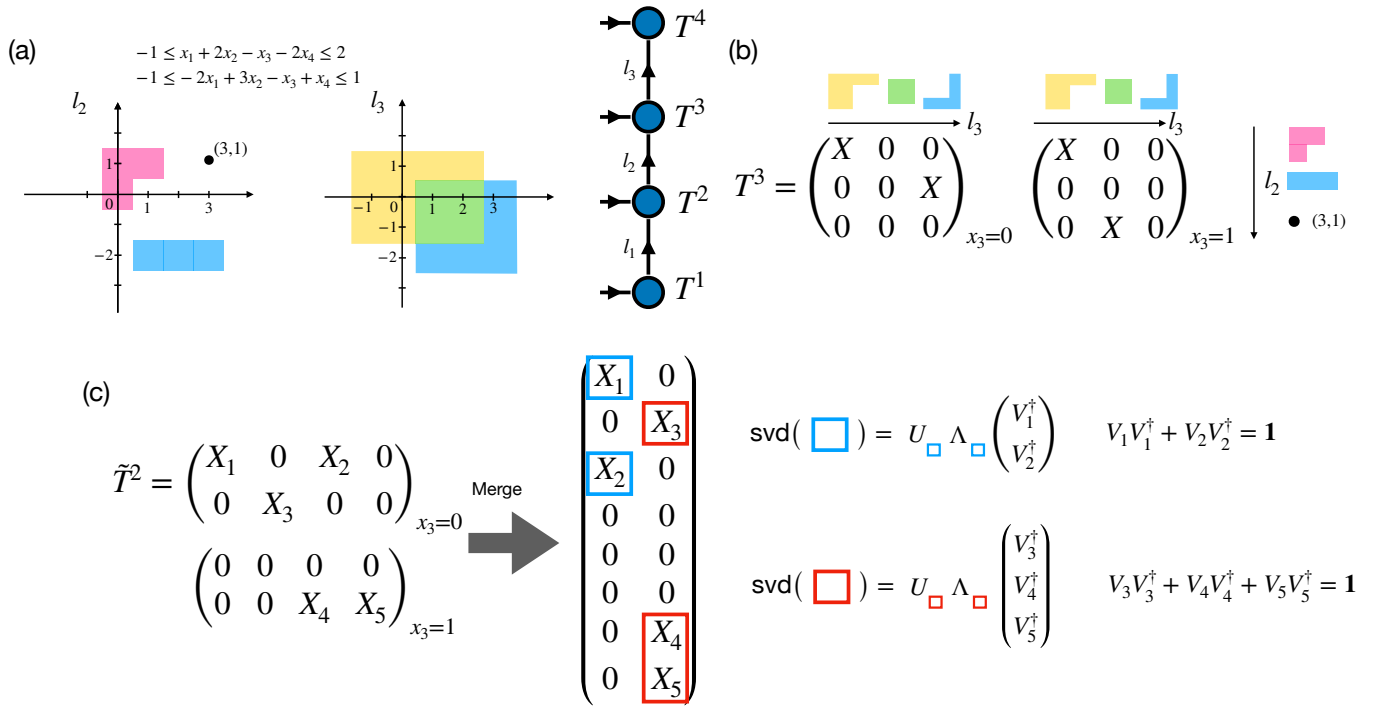 (a)
−1 ≤ x₁ + 2x₂ − x₃ − 2x₄ ≤ 2
−1 ≤ − 2x₁ + 3x₂ − x₃ + x₄ ≤ 1
l₂
1
(3,1)
0
1
3
−2
l₃
1
−1
0
1
2
3
−1
−2
T⁴
l₃
T³
l₂
T²
l₁
T¹
(b)
l₃
l₃
T³ =
X 0 0
0 0 X
0 0 0
x₃=0
X 0 0
0 0 0
0 X 0
x₃=1
l₂
(3,1)
(c)
T̃² =
X₁ 0 X₂ 0
0 X₃ 0 0
x₃=0
0 0 0 0
0 0 X₄ X₅
x₃=1
Merge
X₁ 0
0 X₃
X₂ 0
0 0
0 0
0 0
0 X₄
0 X₅
svd( ) = U Λ (V₁† V₂†)
V₁V₁† + V₂V₂† = 1
svd( ) = U Λ (V₃† V₄† V₅†)
V₃V₃† + V₄V₄† + V₅V₅† = 1